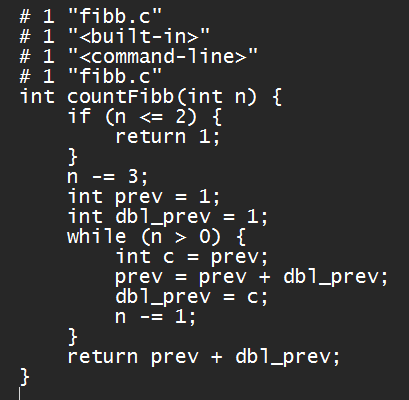 # 1 "fibb.c"
# 1 "<built-in>"
# 1 "<command-line>"
# 1 "fibb.c"
int countFibb(int n) {
    if (n <= 2) {
        return 1;
    }
    n -= 3;
    int prev = 1;
    int dbl_prev = 1;
    while (n > 0) {
        int c = prev;
        prev = prev + dbl_prev;
        dbl_prev = c;
        n -= 1;
    }
    return prev + dbl_prev;
}